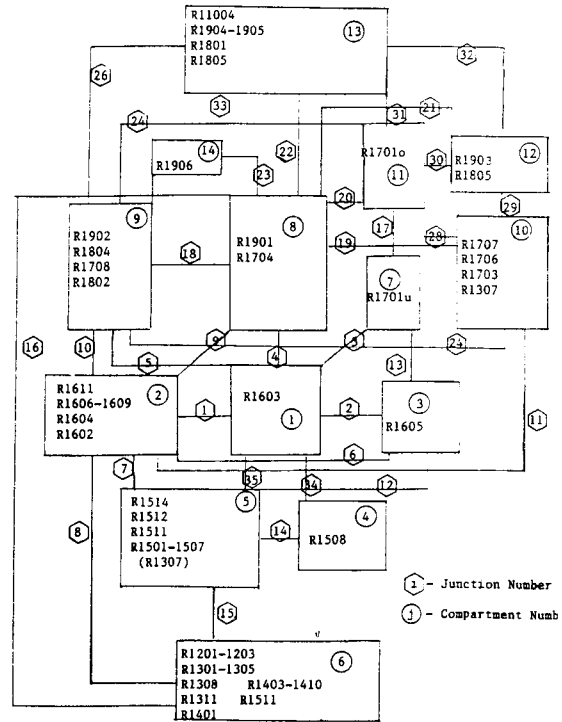 R11004
R1904-1905
R1801
R1805
13
26
32
33
24
31
21
14
R1906
22
23
R1701o
11
30
R1903
R1805
12
9
R1902
R1804
R1708
R1802
8
R1901
R1704
20
17
29
10
R1707
R1706
R1703
R1307
18
19
28
7
R1701u
16
10
5
9
4
3
24
13
11
R1611
R1606-1609
R1604
R1602
2
1
R1603
1
2
3
R1605
7
6
35
34
12
8
R1514
R1512
R1511
R1501-1507
(R1307)
5
14
4
R1508
i - Junction Number
j - Compartment Numb
15
R1201-1203
R1301-1305
R1308 R1403-1410
R1311 R1511
R1401
6